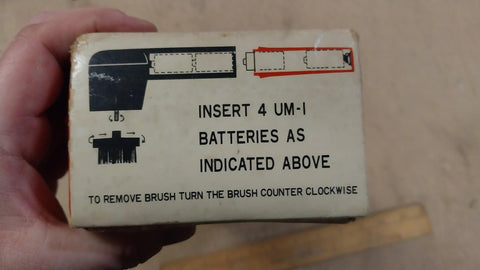 INSERT 4 UM-1
BATTERIES AS
INDICATED ABOVE
TO REMOVE BRUSH TURN THE BRUSH COUNTER CLOCKWISE